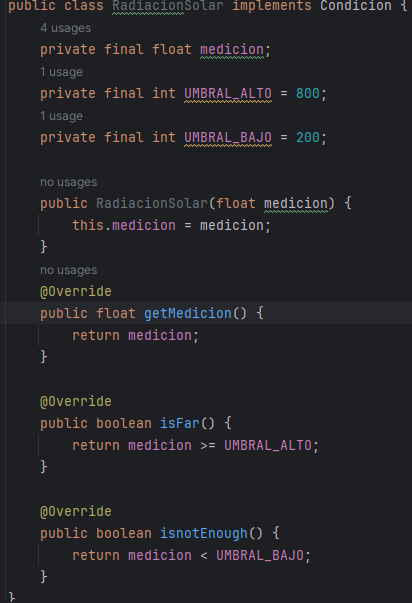 public class RadiacionSolar implements Condicion {
4 usages
private final float medicion;
1 usage
private final int UMBRAL_ALTO = 800;
1 usage
private final int UMBRAL_BAJO = 200;
no usages
public RadiacionSolar(float medicion) {
this.medicion = medicion;
}
no usages
@Override
public float getMedicion() {
return medicion;
}
@Override
public boolean isFar() {
return medicion >= UMBRAL_ALTO;
}
@Override
public boolean isnotEnough() {
return medicion < UMBRAL_BAJO;
}
}